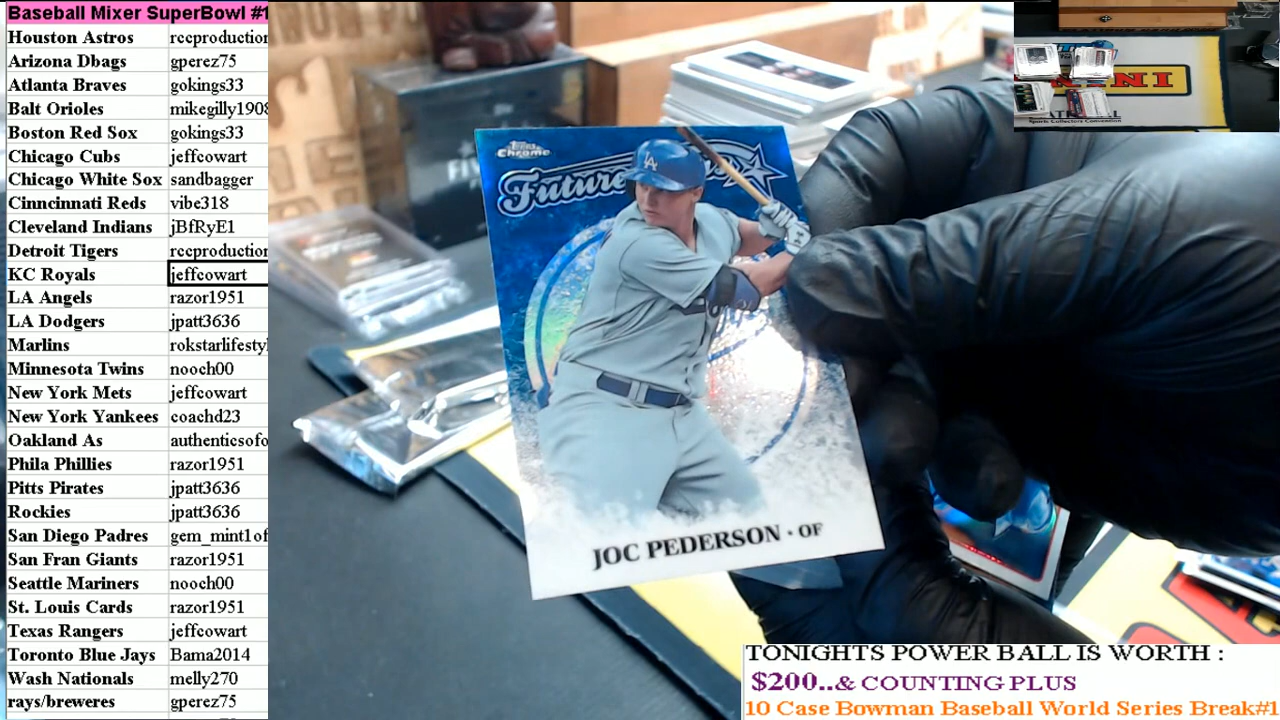 Baseball Mixer SuperBowl #1
Houston Astros rccproduction
Arizona Dbags gperez75
Atlanta Braves gokings33
Balt Orioles mikegilly1908
Boston Red Sox gokings33
Chicago Cubs jeffcowart
Chicago White Sox sandbagger
Cinncinnati Reds vibe318
Cleveland Indians jBfRyE1
Detroit Tigers rccproduction
KC Royals jeffcowart
LA Angels razor1951
LA Dodgers jpatt3636
Marlins rokstarlifesty
Minnesota Twins nooch00
New York Mets jeffcowart
New York Yankees coachd23
Oakland As authenticsofo
Phila Phillies razor1951
Pitts Pirates jpatt3636
Rockies jpatt3636
San Diego Padres gem_mint1of
San Fran Giants razor1951
Seattle Mariners nooch00
St. Louis Cards razor1951
Texas Rangers jeffcowart
Toronto Blue Jays Bama2014
Wash Nationals melly270
rays/breweres gperez75
Topps
Chrome
Future
LA
JOC PEDERSON · OF
TONIGHTS POWER BALL IS WORTH :
$200..& COUNTING PLUS
10 Case Bowman Baseball World Series Break#1